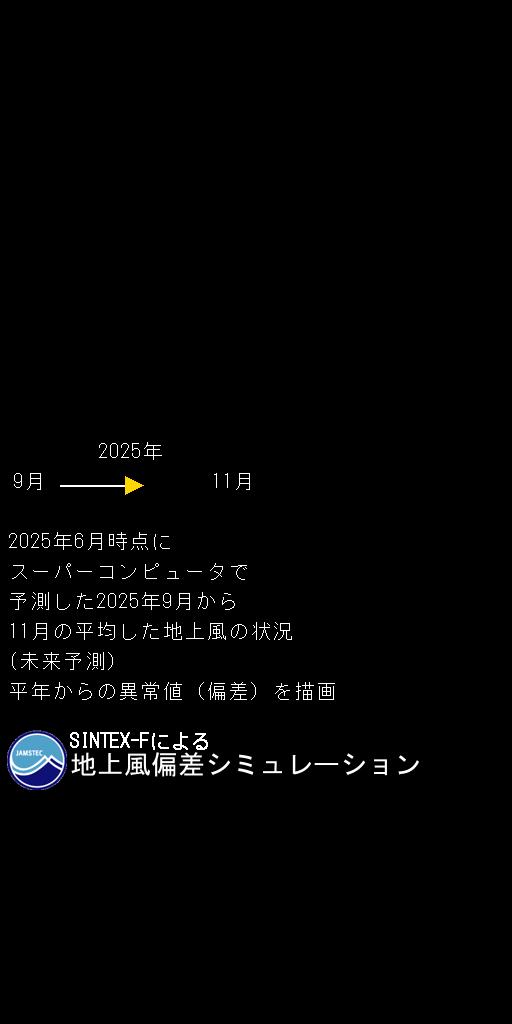 2025年
9月 11月
2025年6月時点に
スーパーコンピュータで
予測した2025年9月から
11月の平均した地上風の状況
(未来予測)
平年からの異常値（偏差）を描画
SINTEX-Fによる
JAMSTEC
地上風偏差シミュレーション